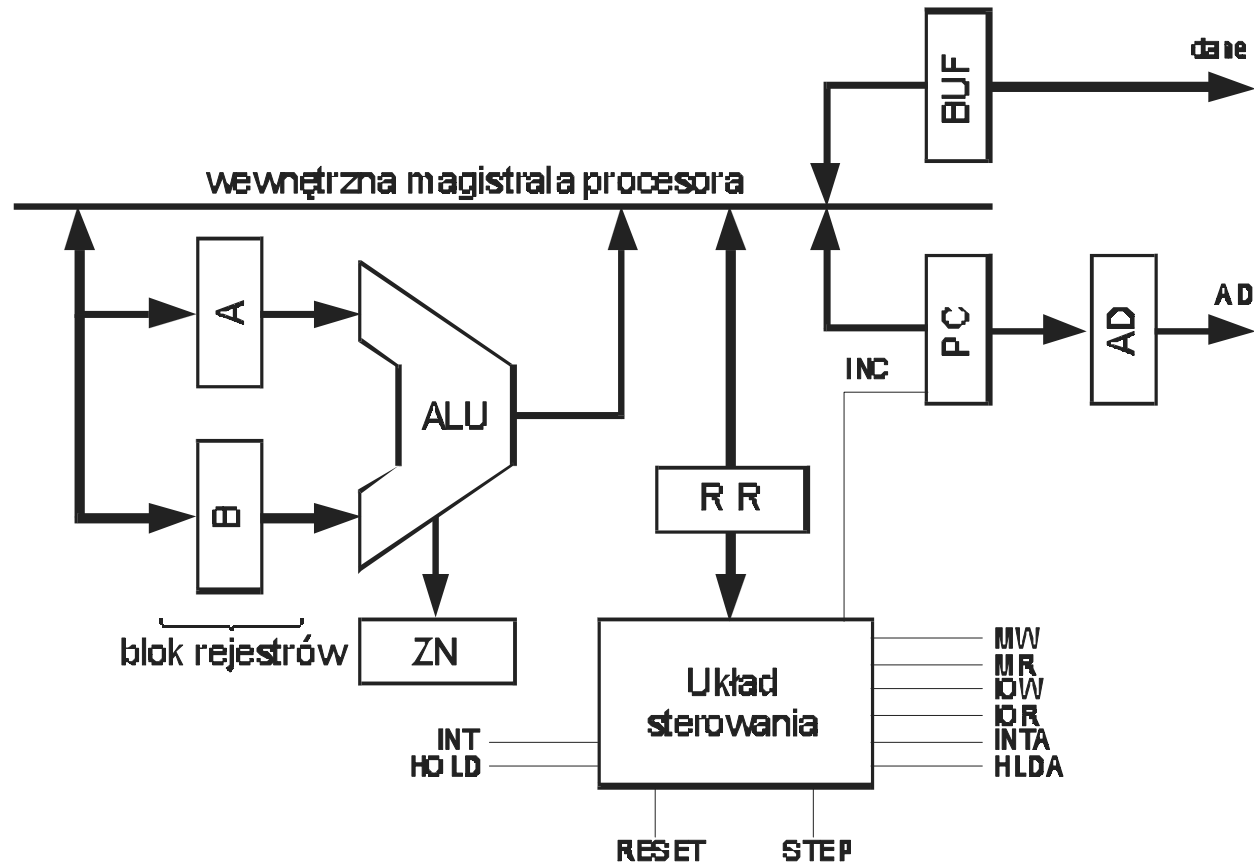 dane
BUF
wewnętrzna magistrala procesora
A
PC
AD
AD
INC
ALU
RR
B
blok rejestrów
ZN
Układ
sterowania
MW
MR
IOW
IOR
INTA
HLDA
INT
HOLD
RESET
STEP